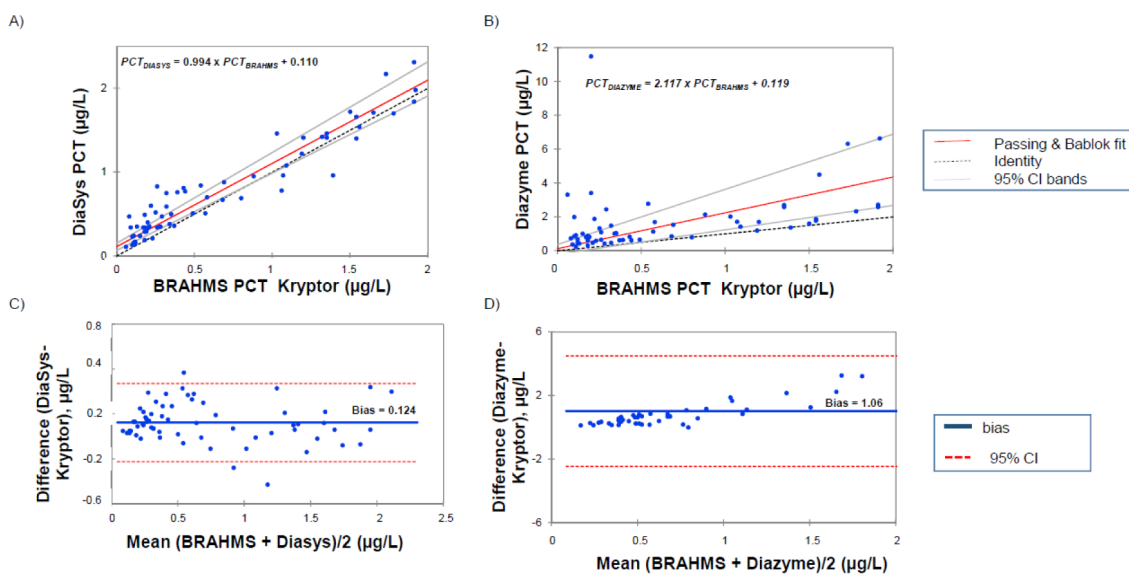 A)
PCT_DIASYS = 0.994 x PCT_BRAHMS + 0.110
DiaSys PCT (µg/L)
2
1
0
0
0.5
1
1.5
2
BRAHMS PCT Kryptor (µg/L)
B)
PCT_DIAZYME = 2.117 x PCT_BRAHMS + 0.119
Diazyme PCT (µg/L)
12
10
8
6
4
2
0
0
0.5
1
1.5
2
BRAHMS PCT Kryptor (µg/L)
Passing & Bablok fit
Identity
95% CI bands
C)
Difference (DiaSys-
Kryptor), µg/L
0.8
0.4
0.2
-0.2
-0.6
Bias = 0.124
0
0.5
1
1.5
2
2.5
Mean (BRAHMS + Diasys)/2 (µg/L)
D)
Difference (Diazyme-
Kryptor), µg/L
6
2
-2
-6
Bias = 1.06
0
0.5
1
1.5
2
Mean (BRAHMS + Diazyme)/2 (µg/L)
bias
95% CI